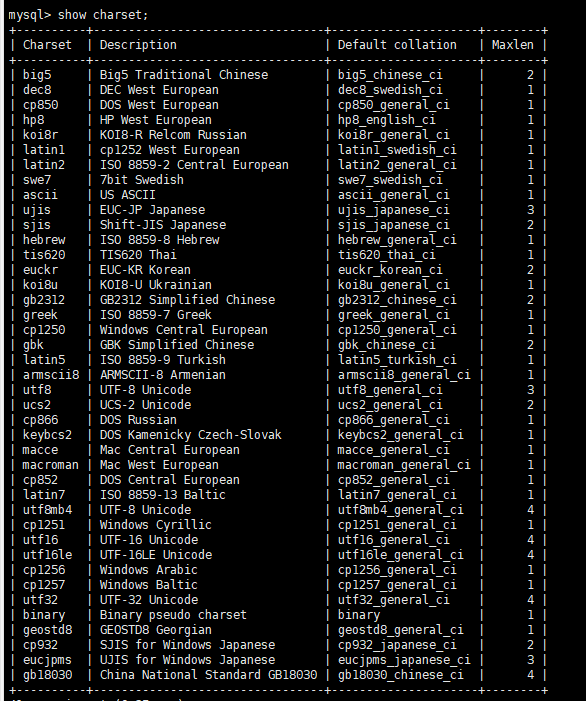 mysql> show charset;
+----------+---------------------------------+---------------------+--------+
| Charset | Description | Default collation | Maxlen |
+----------+---------------------------------+---------------------+--------+
| big5 | Big5 Traditional Chinese | big5_chinese_ci | 2 |
| dec8 | DEC West European | dec8_swedish_ci | 1 |
| cp850 | DOS West European | cp850_general_ci | 1 |
| hp8 | HP West European | hp8_english_ci | 1 |
| koi8r | KOI8-R Relcom Russian | koi8r_general_ci | 1 |
| latin1 | cp1252 West European | latin1_swedish_ci | 1 |
| latin2 | ISO 8859-2 Central European | latin2_general_ci | 1 |
| swe7 | 7bit Swedish | swe7_swedish_ci | 1 |
| ascii | US ASCII | ascii_general_ci | 1 |
| ujis | EUC-JP Japanese | ujis_japanese_ci | 3 |
| sjis | Shift-JIS Japanese | sjis_japanese_ci | 2 |
| hebrew | ISO 8859-8 Hebrew | hebrew_general_ci | 1 |
| tis620 | TIS620 Thai | tis620_thai_ci | 1 |
| euckr | EUC-KR Korean | euckr_korean_ci | 2 |
| koi8u | KOI8-U Ukrainian | koi8u_general_ci | 1 |
| gb2312 | GB2312 Simplified Chinese | gb2312_chinese_ci | 2 |
| greek | ISO 8859-7 Greek | greek_general_ci | 1 |
| cp1250 | Windows Central European | cp1250_general_ci | 1 |
| gbk | GBK Simplified Chinese | gbk_chinese_ci | 2 |
| latin5 | ISO 8859-9 Turkish | latin5_turkish_ci | 1 |
| armscii8 | ARMSCII-8 Armenian | armscii8_general_ci | 1 |
| utf8 | UTF-8 Unicode | utf8_general_ci | 3 |
| ucs2 | UCS-2 Unicode | ucs2_general_ci | 2 |
| cp866 | DOS Russian | cp866_general_ci | 1 |
| keybcs2 | DOS Kamenicky Czech-Slovak | keybcs2_general_ci | 1 |
| macce | Mac Central European | macce_general_ci | 1 |
| macroman | Mac West European | macroman_general_ci | 1 |
| cp852 | DOS Central European | cp852_general_ci | 1 |
| latin7 | ISO 8859-13 Baltic | latin7_general_ci | 1 |
| utf8mb4 | UTF-8 Unicode | utf8mb4_general_ci | 4 |
| cp1251 | Windows Cyrillic | cp1251_general_ci | 1 |
| utf16 | UTF-16 Unicode | utf16_general_ci | 4 |
| utf16le | UTF-16LE Unicode | utf16le_general_ci | 4 |
| cp1256 | Windows Arabic | cp1256_general_ci | 1 |
| cp1257 | Windows Baltic | cp1257_general_ci | 1 |
| utf32 | UTF-32 Unicode | utf32_general_ci | 4 |
| binary | Binary pseudo charset | binary | 1 |
| geostd8 | GEOSTD8 Georgian | geostd8_general_ci | 1 |
| cp932 | SJIS for Windows Japanese | cp932_japanese_ci | 2 |
| eucjpms | UJIS for Windows Japanese | eucjpms_japanese_ci | 3 |
| gb18030 | China National Standard GB18030 | gb18030_chinese_ci | 4 |
+----------+---------------------------------+---------------------+--------+